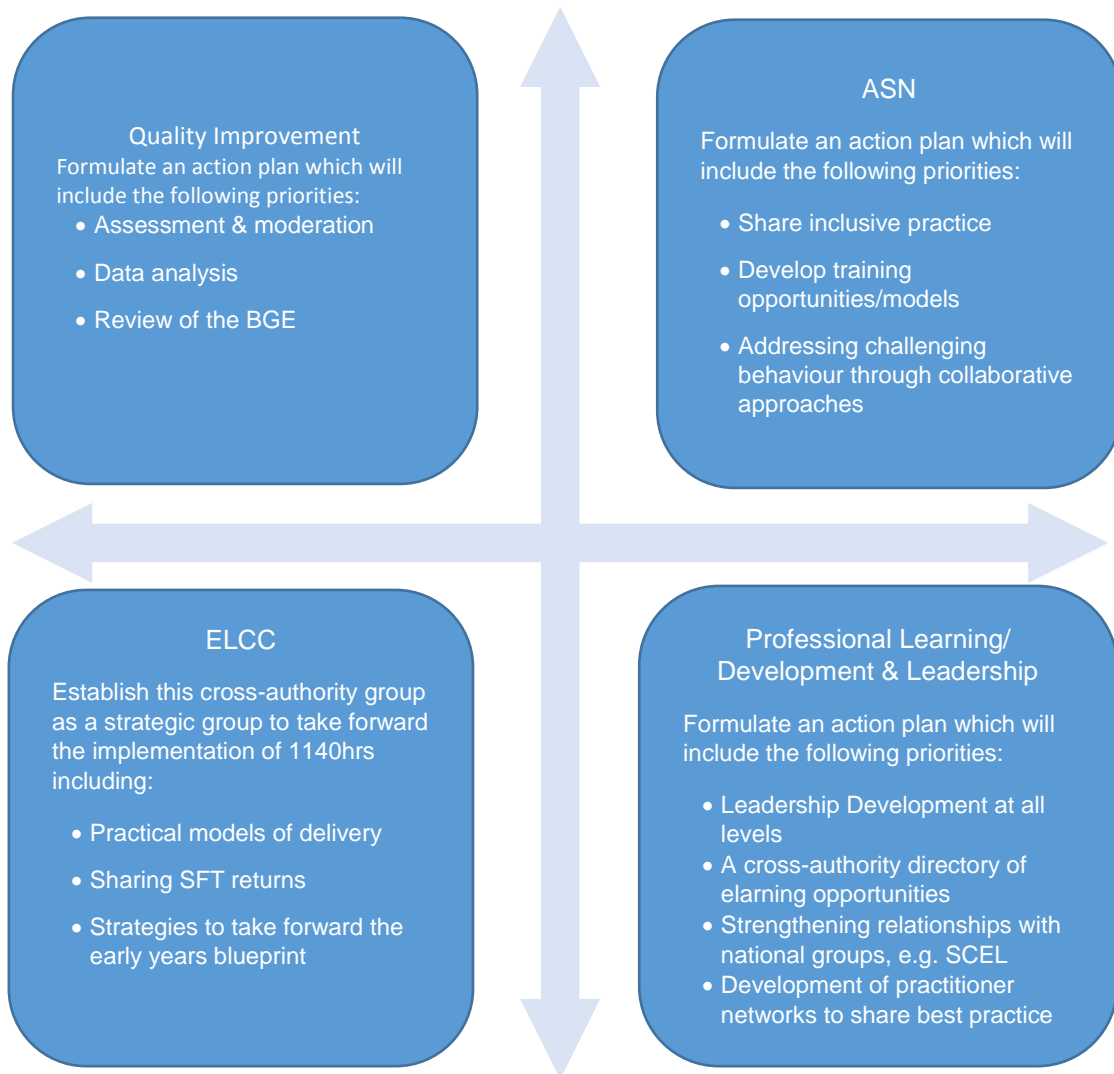 Quality Improvement
Formulate an action plan which will
include the following priorities:
• Assessment & moderation
• Data analysis
• Review of the BGE
ASN
Formulate an action plan which will
include the following priorities:
• Share inclusive practice
• Develop training
opportunities/models
• Addressing challenging
behaviour through collaborative
approaches
ELCC
Establish this cross-authority group
as a strategic group to take forward
the implementation of 1140hrs
including:
• Practical models of delivery
• Sharing SFT returns
• Strategies to take forward the
early years blueprint
Professional Learning/
Development & Leadership
Formulate an action plan which will
include the following priorities:
• Leadership Development at all
levels
• A cross-authority directory of
elarning opportunities
• Strengthening relationships with
national groups, e.g. SCEL
• Development of practitioner
networks to share best practice